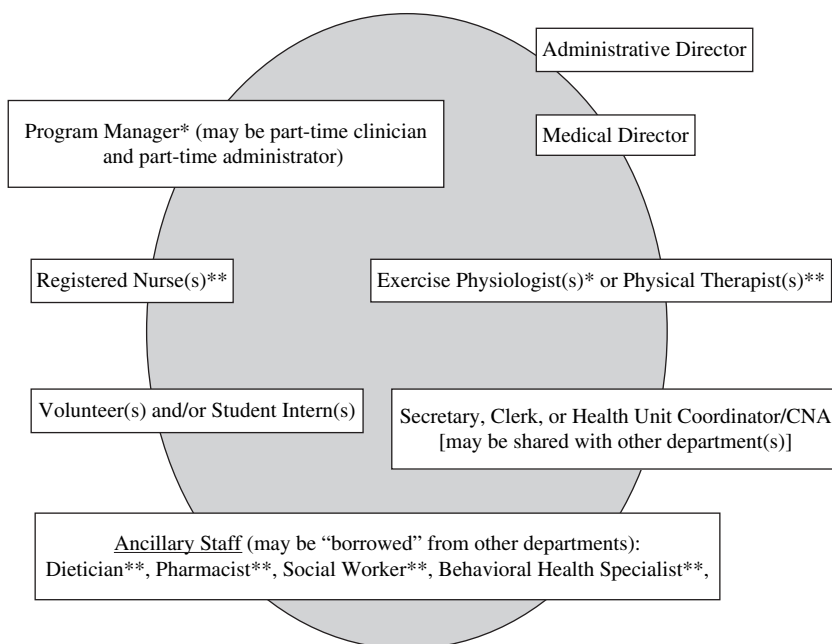 Administrative Director
Program Manager* (may be part-time clinician
and part-time administrator)
Medical Director
Registered Nurse(s)**
Exercise Physiologist(s)* or Physical Therapist(s)**
Volunteer(s) and/or Student Intern(s)
Secretary, Clerk, or Health Unit Coordinator/CNA
[may be shared with other department(s)]
Ancillary Staff (may be “borrowed” from other departments):
Dietician**, Pharmacist**, Social Worker**, Behavioral Health Specialist**,